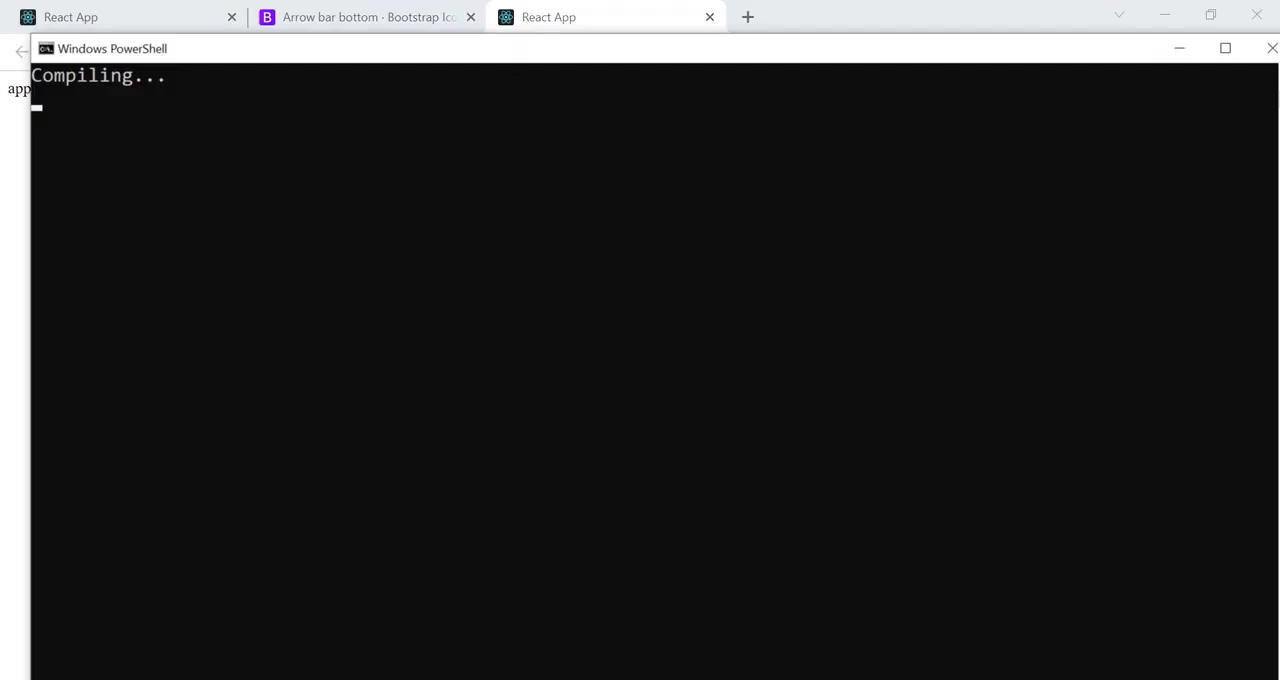 React App
Arrow bar bottom · Bootstrap Ico
React App
Windows PowerShell
Compiling...
app